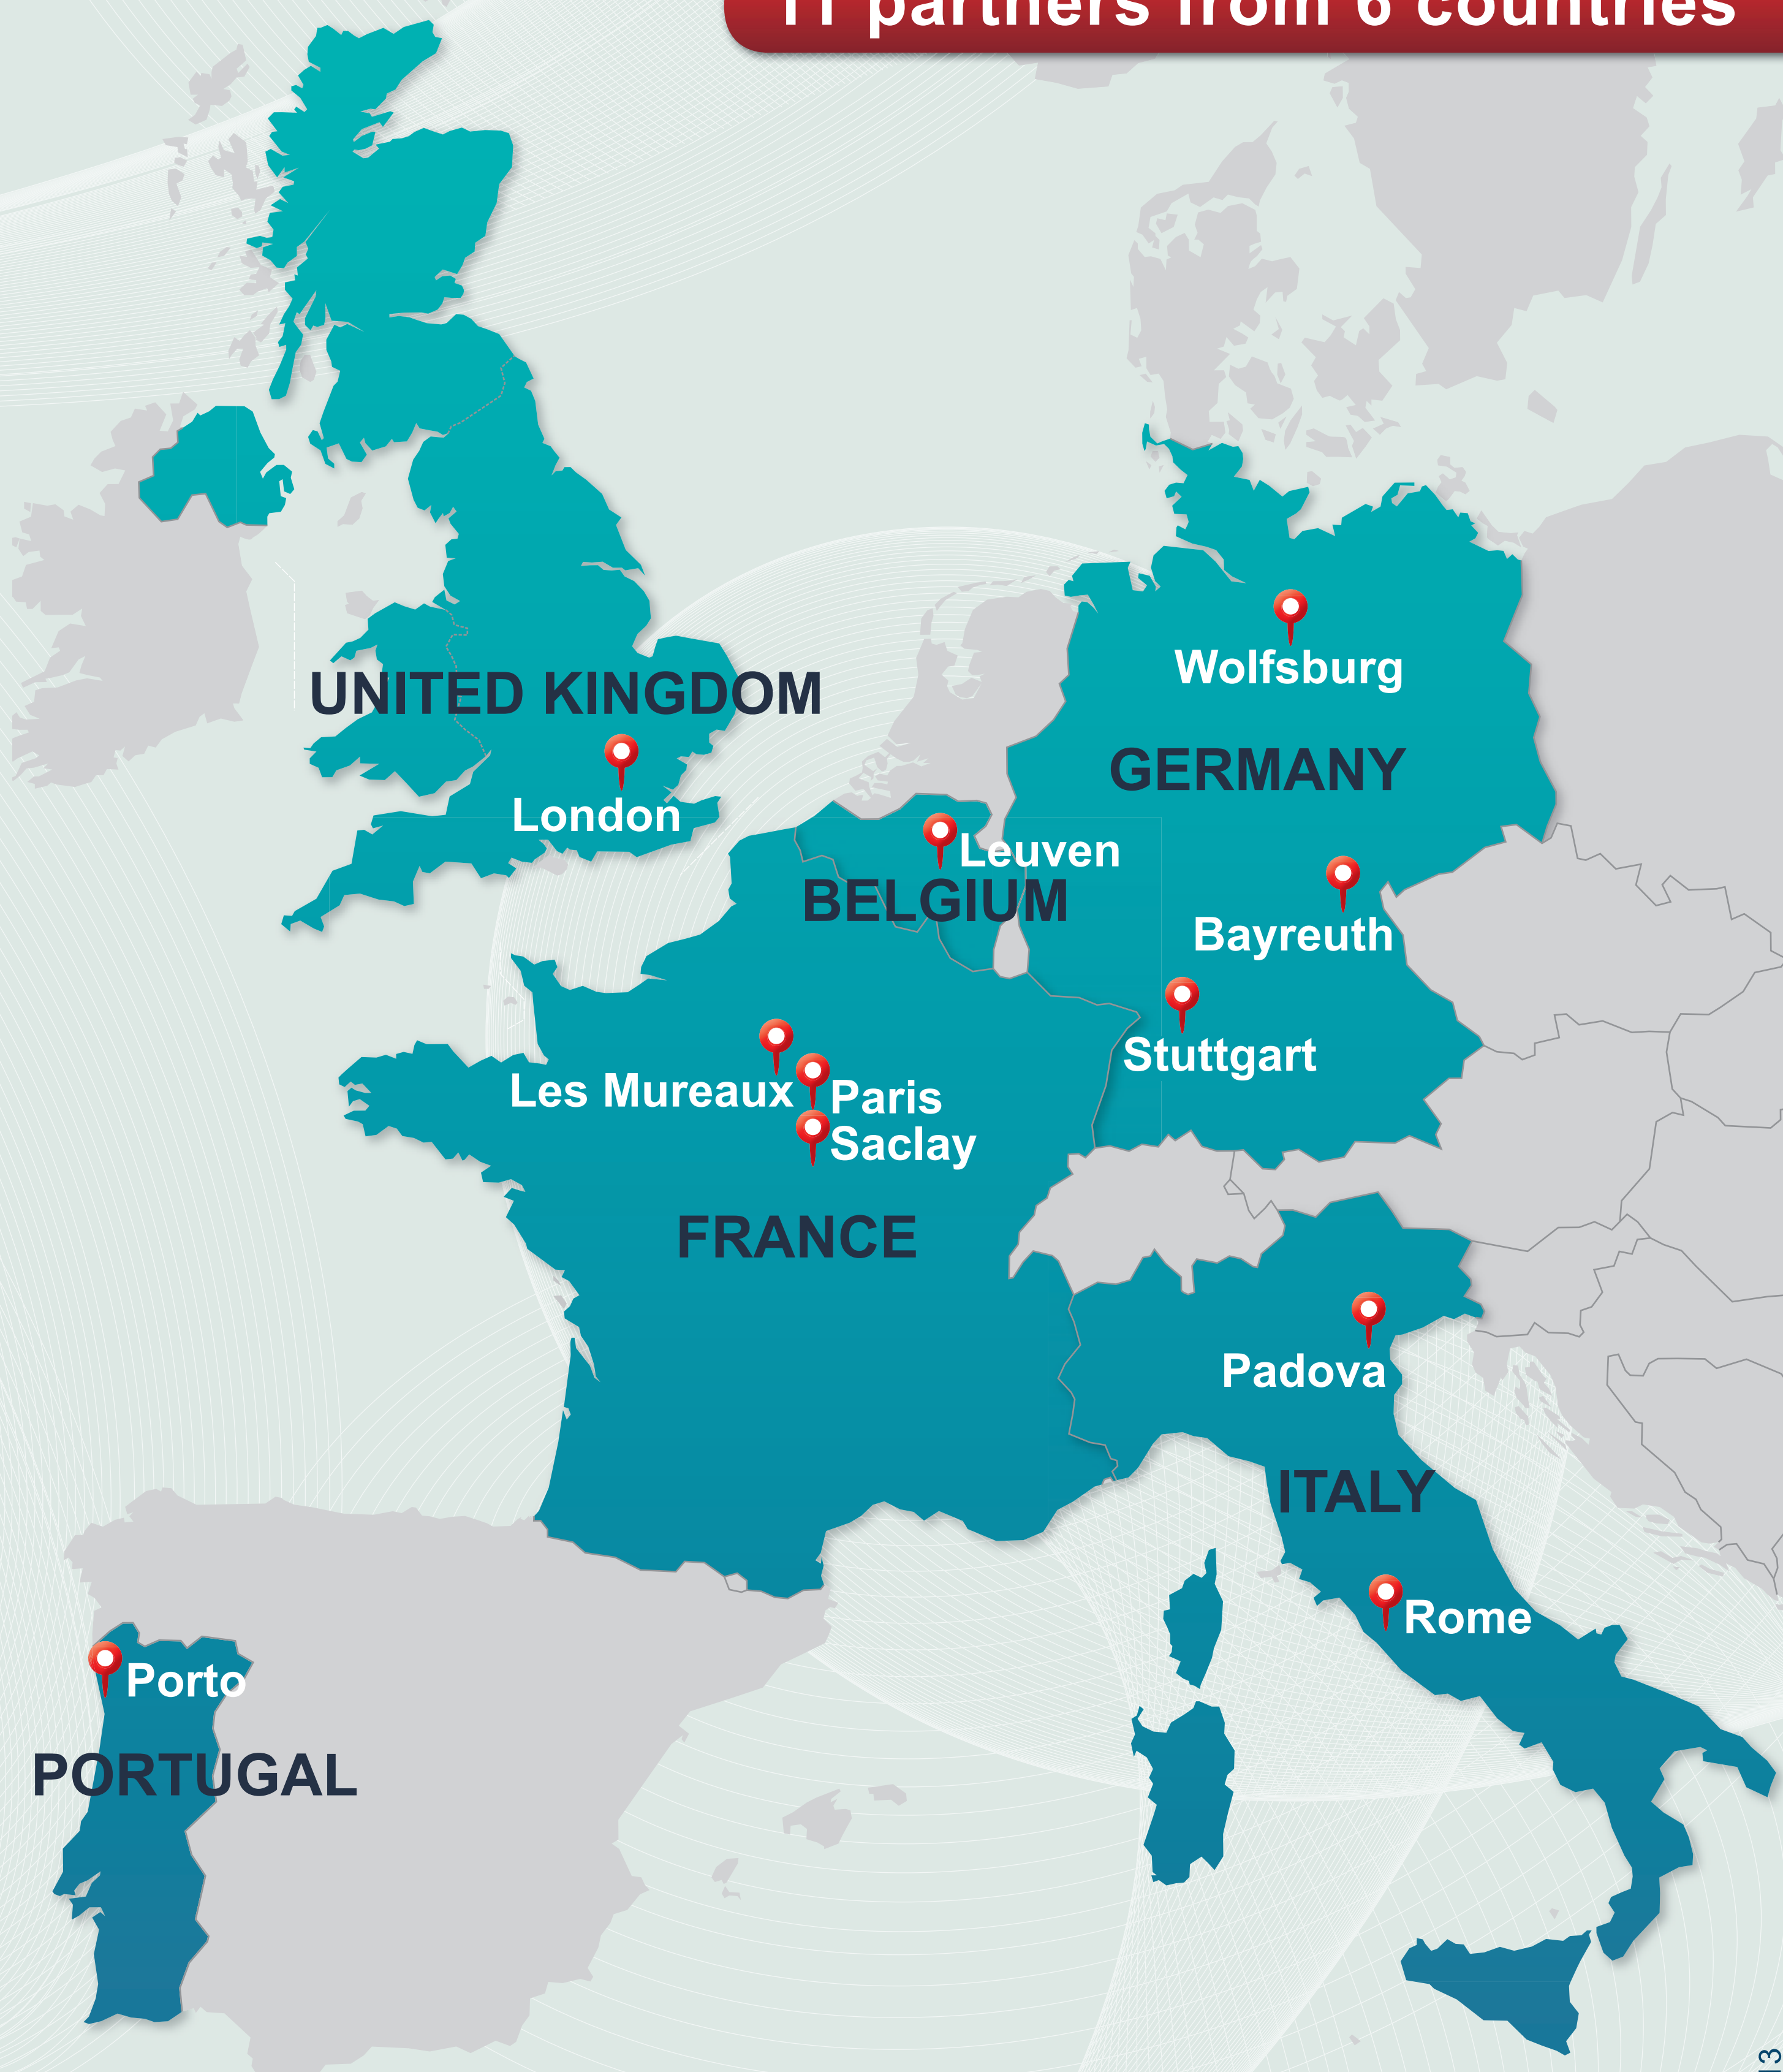 11 partners from 6 countries
UNITED KINGDOM
London
Wolfsburg
GERMANY
Leuven
BELGIUM
Bayreuth
Stuttgart
Les Mureaux
Paris
Saclay
FRANCE
Padova
ITALY
Rome
Porto
PORTUGAL
13